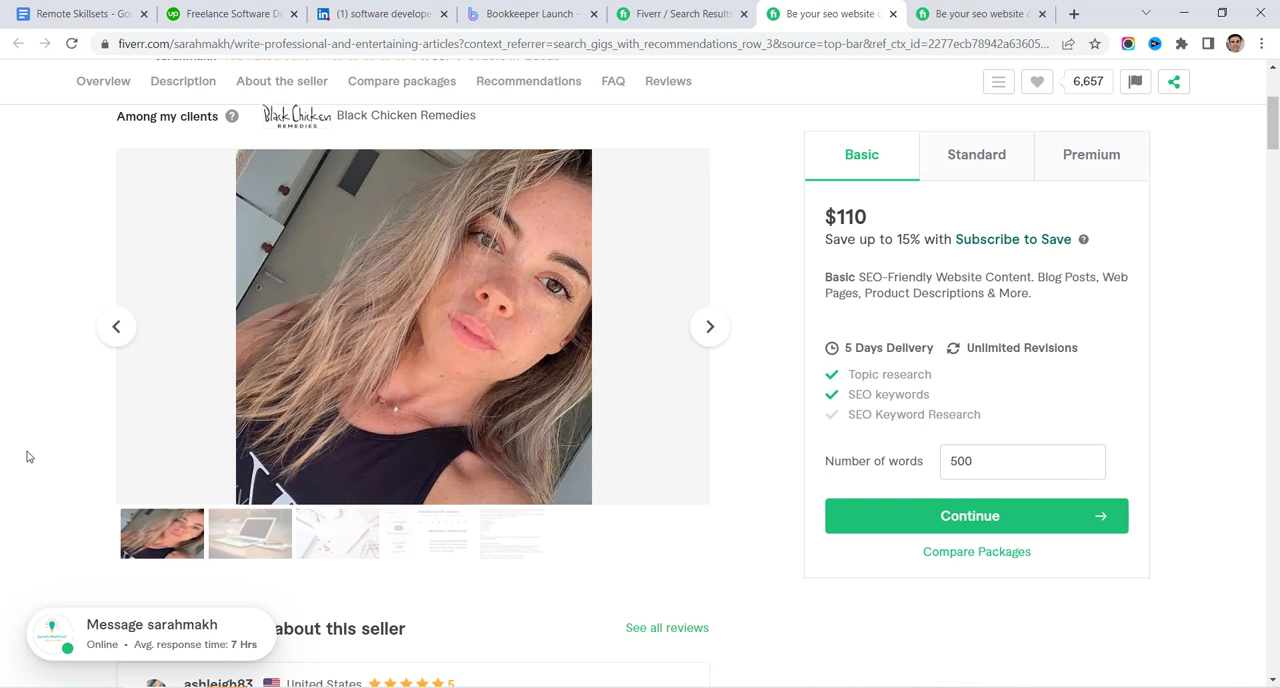 Remote Skillsets - Goo
Freelance Software De
(1) software develope
Bookkeeper Launch -
Fiverr / Search Results
Be your seo website c
Be your seo website c
fiverr.com/sarahmakh/write-professional-and-entertaining-articles?context_referrer=search_gigs_with_recommendations_row_3&source=top-bar&ref_ctx_id=2277ecb78942a63605...
Overview Description About the seller Compare packages Recommendations FAQ Reviews
6,657
Among my clients ? Black Chicken REMEDIES Black Chicken Remedies
Basic Standard Premium
$110
Save up to 15% with Subscribe to Save ?
Basic SEO-Friendly Website Content. Blog Posts, Web
Pages, Product Descriptions & More.
5 Days Delivery Unlimited Revisions
Topic research
SEO keywords
SEO Keyword Research
Number of words 500
Continue →
Compare Packages
Message sarahmakh
Online • Avg. response time: 7 Hrs
about this seller
See all reviews
ashleigh83 United States 5